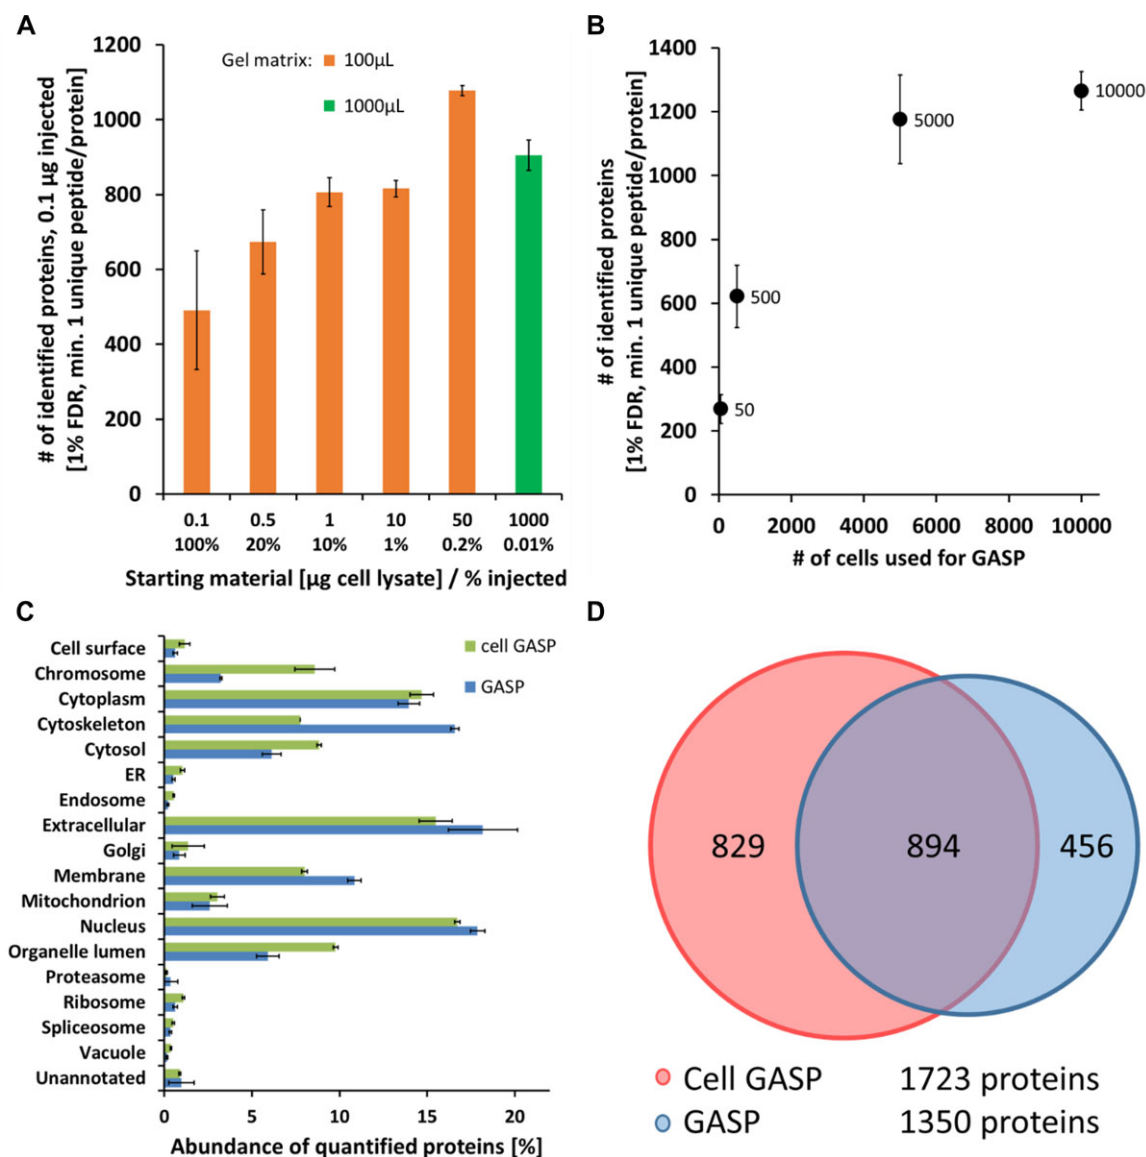 A
# of identified proteins, 0.1 µg injected
[1% FDR, min. 1 unique peptide/protein]
1200
1000
800
600
400
200
0
Gel matrix: 100µL
1000µL
0.1 0.5 1 10 50 1000
100% 20% 10% 1% 0.2% 0.01%
Starting material [µg cell lysate] / % injected
B
# of identified proteins
[1% FDR, min. 1 unique peptide/protein]
1400
1200
1000
800
600
400
200
0
10000
5000
500
50
0 2000 4000 6000 8000 10000
# of cells used for GASP
C
Cell surface
Chromosome
Cytoplasm
Cytoskeleton
Cytosol
ER
Endosome
Extracellular
Golgi
Membrane
Mitochondrion
Nucleus
Organelle lumen
Proteasome
Ribosome
Spliceosome
Vacuole
Unannotated
cell GASP
GASP
0 5 10 15 20
Abundance of quantified proteins [%]
D
829 894 456
Cell GASP 1723 proteins
GASP 1350 proteins